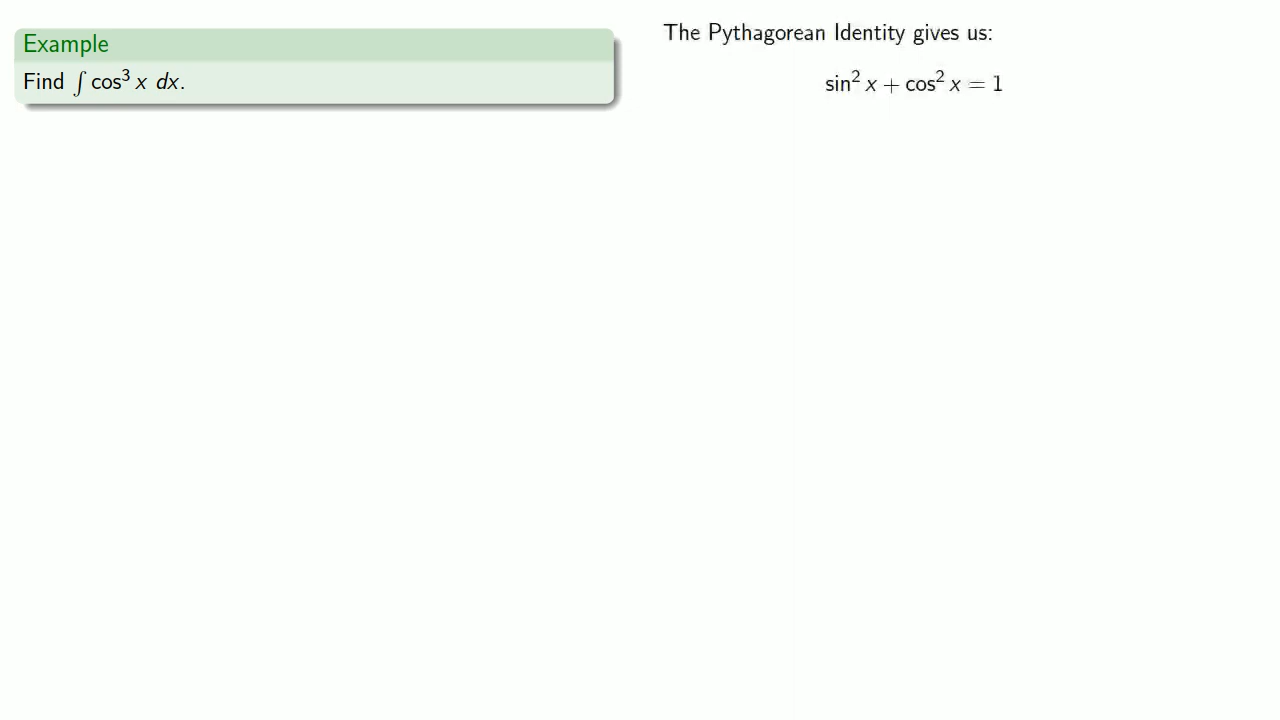 Example
Find ∫ cos³ x dx.
The Pythagorean Identity gives us:
sin² x + cos² x = 1